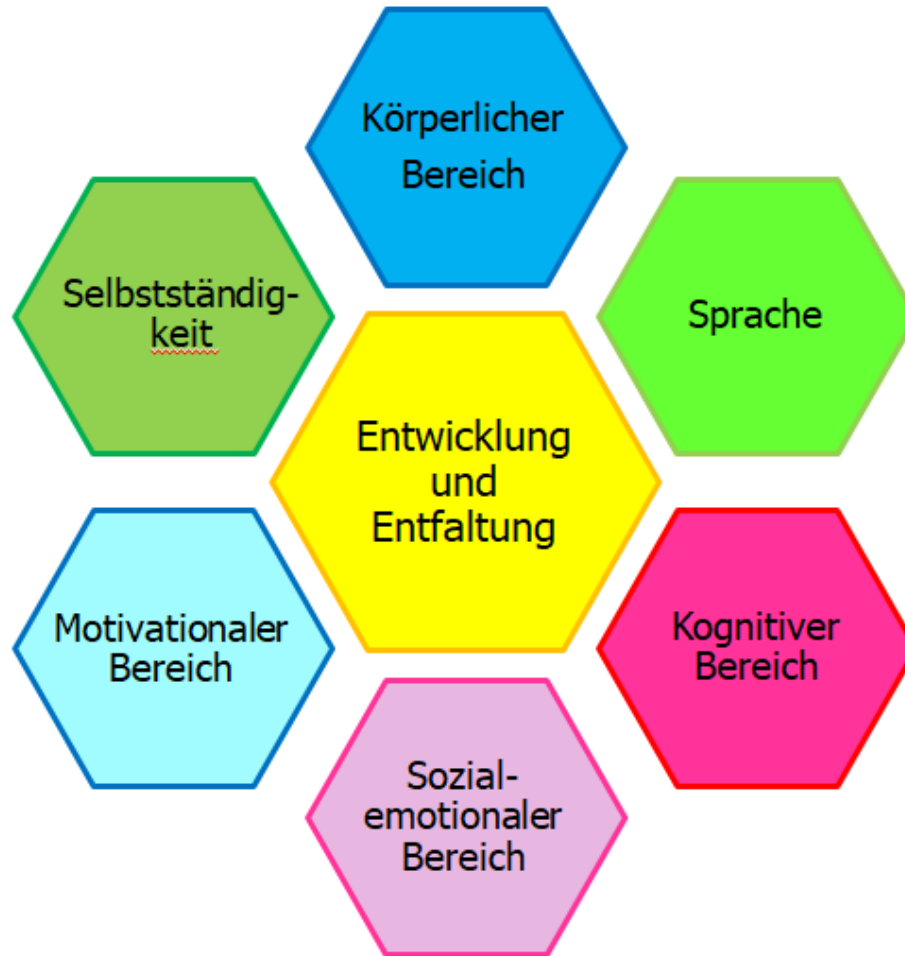 Körperlicher
Bereich
Selbstständig-
keit
Sprache
Entwicklung
und
Entfaltung
Motivationaler
Bereich
Kognitiver
Bereich
Sozial-
emotionaler
Bereich